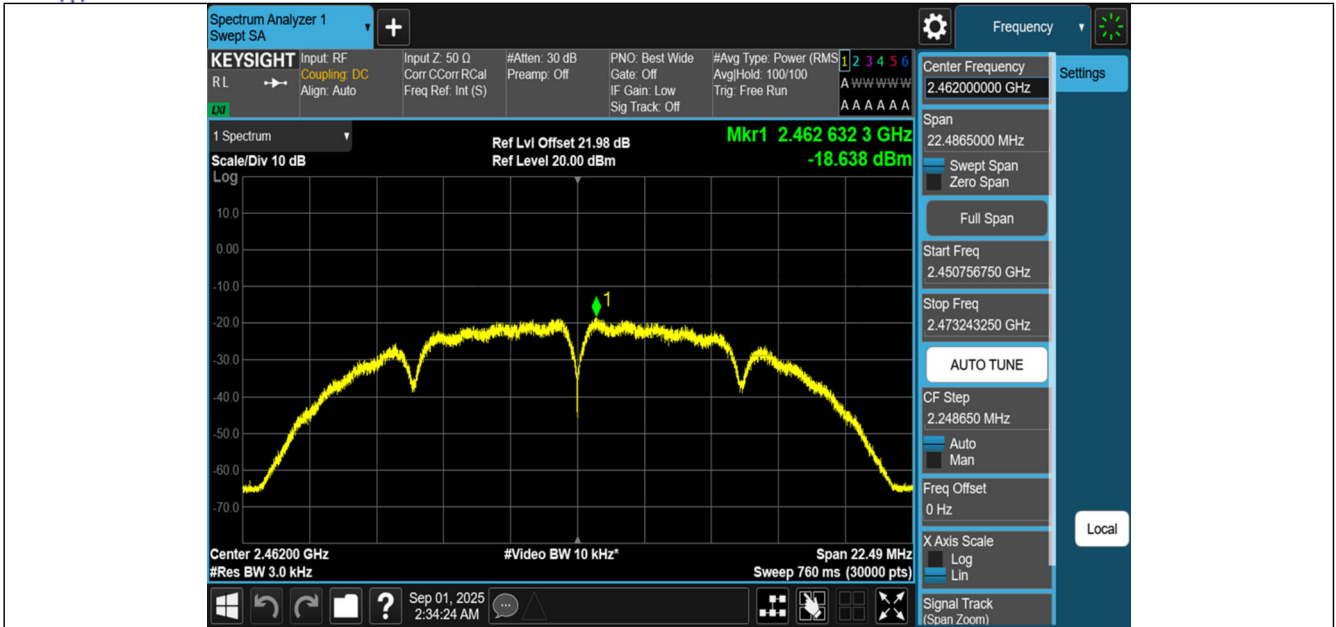 Spectrum Analyzer 1
Swept SA
+
Frequency
KEYSIGHT
RL
LXI
Input: RF
Coupling: DC
Align: Auto
Input Z: 50 Ω
Corr CCorr RCal
Freq Ref: Int (S)
#Atten: 30 dB
Preamp: Off
PNO: Best Wide
Gate: Off
IF Gain: Low
Sig Track: Off
#Avg Type: Power (RMS
Avg|Hold: 100/100
Trig: Free Run
1 2 3 4 5 6
A W W W W W
A A A A A A
1 Spectrum
Scale/Div 10 dB
Log
Ref Lvl Offset 21.98 dB
Ref Level 20.00 dBm
Mkr1 2.462 632 3 GHz
-18.638 dBm
10.0
0.00
-10.0
1
-20.0
-30.0
-40.0
-50.0
-60.0
-70.0
Center 2.46200 GHz
#Res BW 3.0 kHz
#Video BW 10 kHz*
Span 22.49 MHz
Sweep 760 ms (30000 pts)
Center Frequency
2.462000000 GHz
Settings
Span
22.4865000 MHz
Swept Span
Zero Span
Full Span
Start Freq
2.450756750 GHz
Stop Freq
2.473243250 GHz
AUTO TUNE
CF Step
2.248650 MHz
Auto
Man
Freq Offset
0 Hz
X Axis Scale
Log
Lin
Local
Signal Track
(Span Zoom)
?
Sep 01, 2025
2:34:24 AM